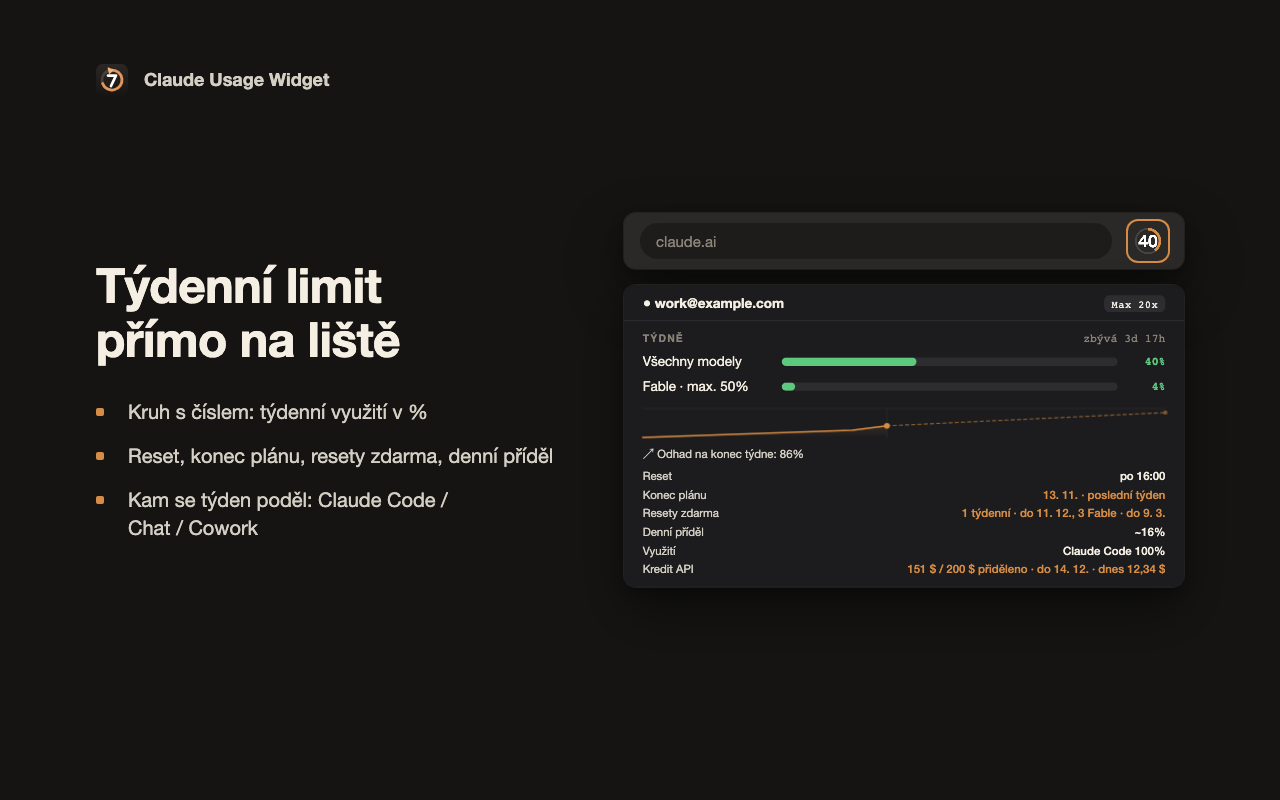 7
Claude Usage Widget
Týdenní limit
přímo na liště
Kruh s číslem: týdenní využití v %
Reset, konec plánu, resety zdarma, denní příděl
Kam se týden poděl: Claude Code /
Chat / Cowork
claude.ai
40
work@example.com
Max 20x
TÝDNĚ
zbývá 3d 17h
Všechny modely
40%
Fable · max. 50%
4%
↗ Odhad na konec týdne: 86%
Reset
po 16:00
Konec plánu
13. 11. · poslední týden
Resety zdarma
1 týdenní · do 11. 12., 3 Fable · do 9. 3.
Denní příděl
~16%
Využití
Claude Code 100%
Kredit API
151 $ / 200 $ přiděleno · do 14. 12. · dnes 12,34 $